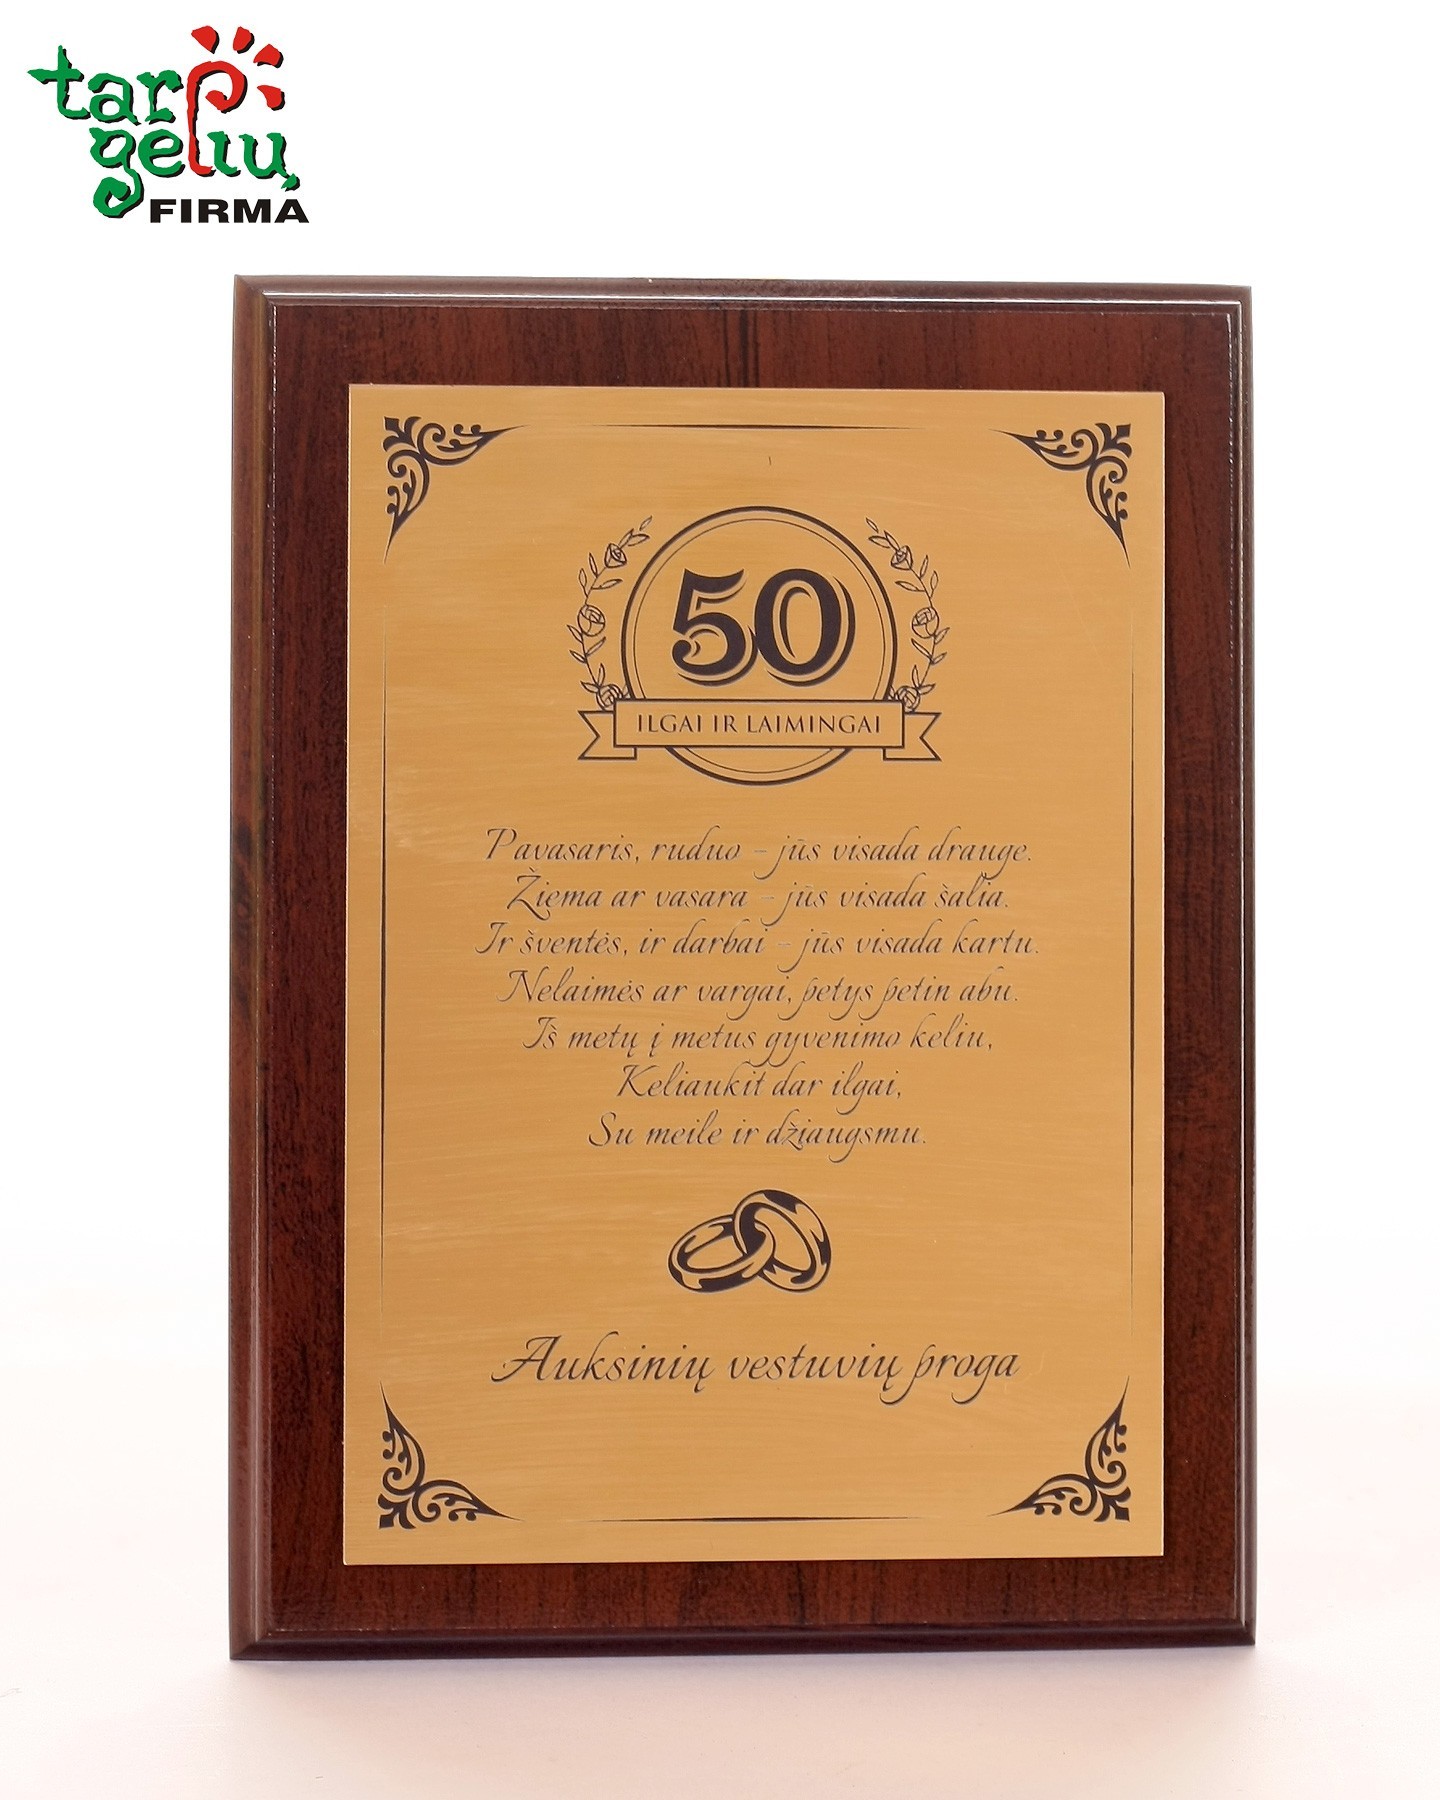 tarp
gelių
FIRMA
50
ILGAI IR LAIMINGAI
Pavasaris, ruduo – jūs visada drauge.
Žiema ar vasara – jūs visada šalia.
Ir šventės, ir darbai – jūs visada kartu.
Nelaimės ar vargai, petys petin abu.
Iš metų į metus gyvenimo keliu,
Keliaukit dar ilgai,
Su meile ir džiaugsmu.
Auksinių vestuvių proga